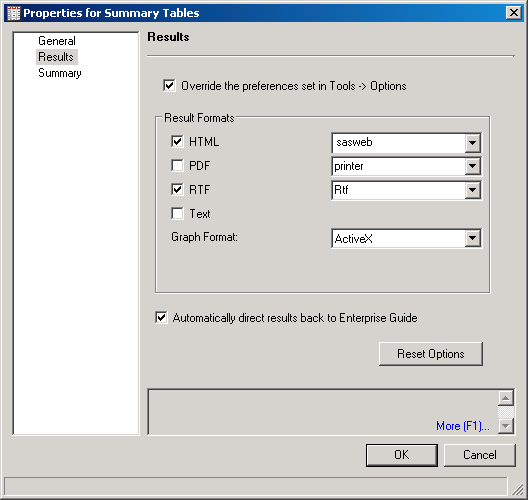 Properties for Summary Tables
General
Results
Summary
Results
Override the preferences set in Tools -> Options
Result Formats
HTML sasweb
PDF printer
RTF Rtf
Text
Graph Format: ActiveX
Automatically direct results back to Enterprise Guide
Reset Options
More (F1)...
OK Cancel